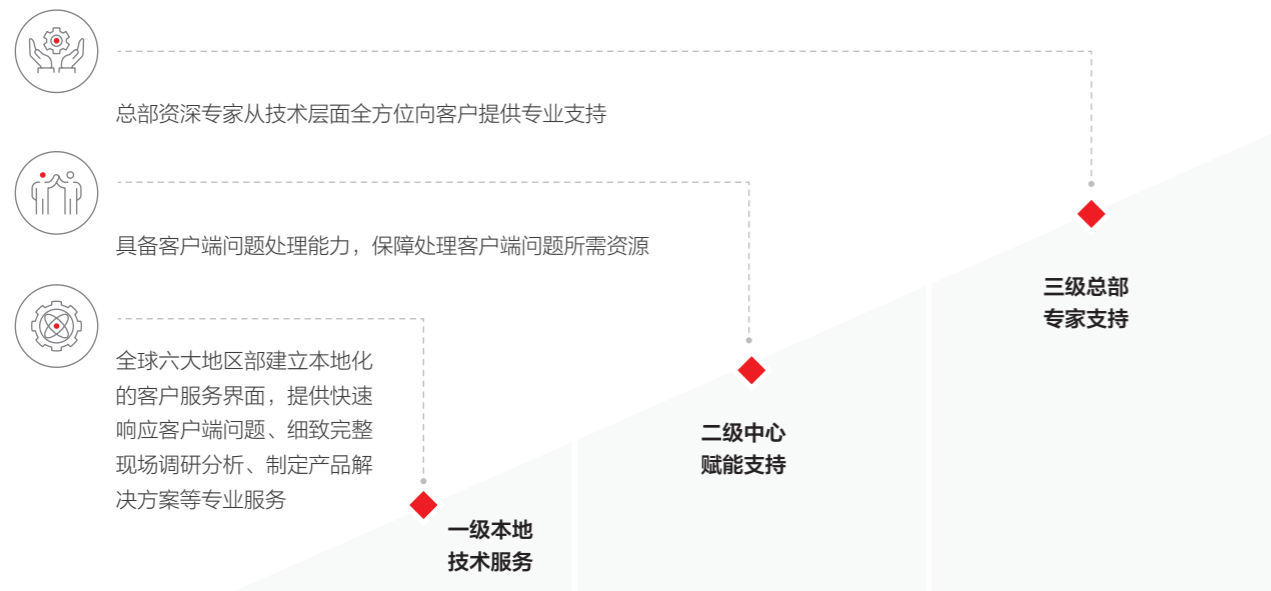 总部资深专家从技术层面全方位向客户提供专业支持
具备客户端问题处理能力，保障处理客户端问题所需资源
全球六大地区部建立本地化
的客户服务界面，提供快速
响应客户端问题、细致完整
现场调研分析、制定产品解
决方案等专业服务
三级总部
专家支持
二级中心
赋能支持
一级本地
技术服务